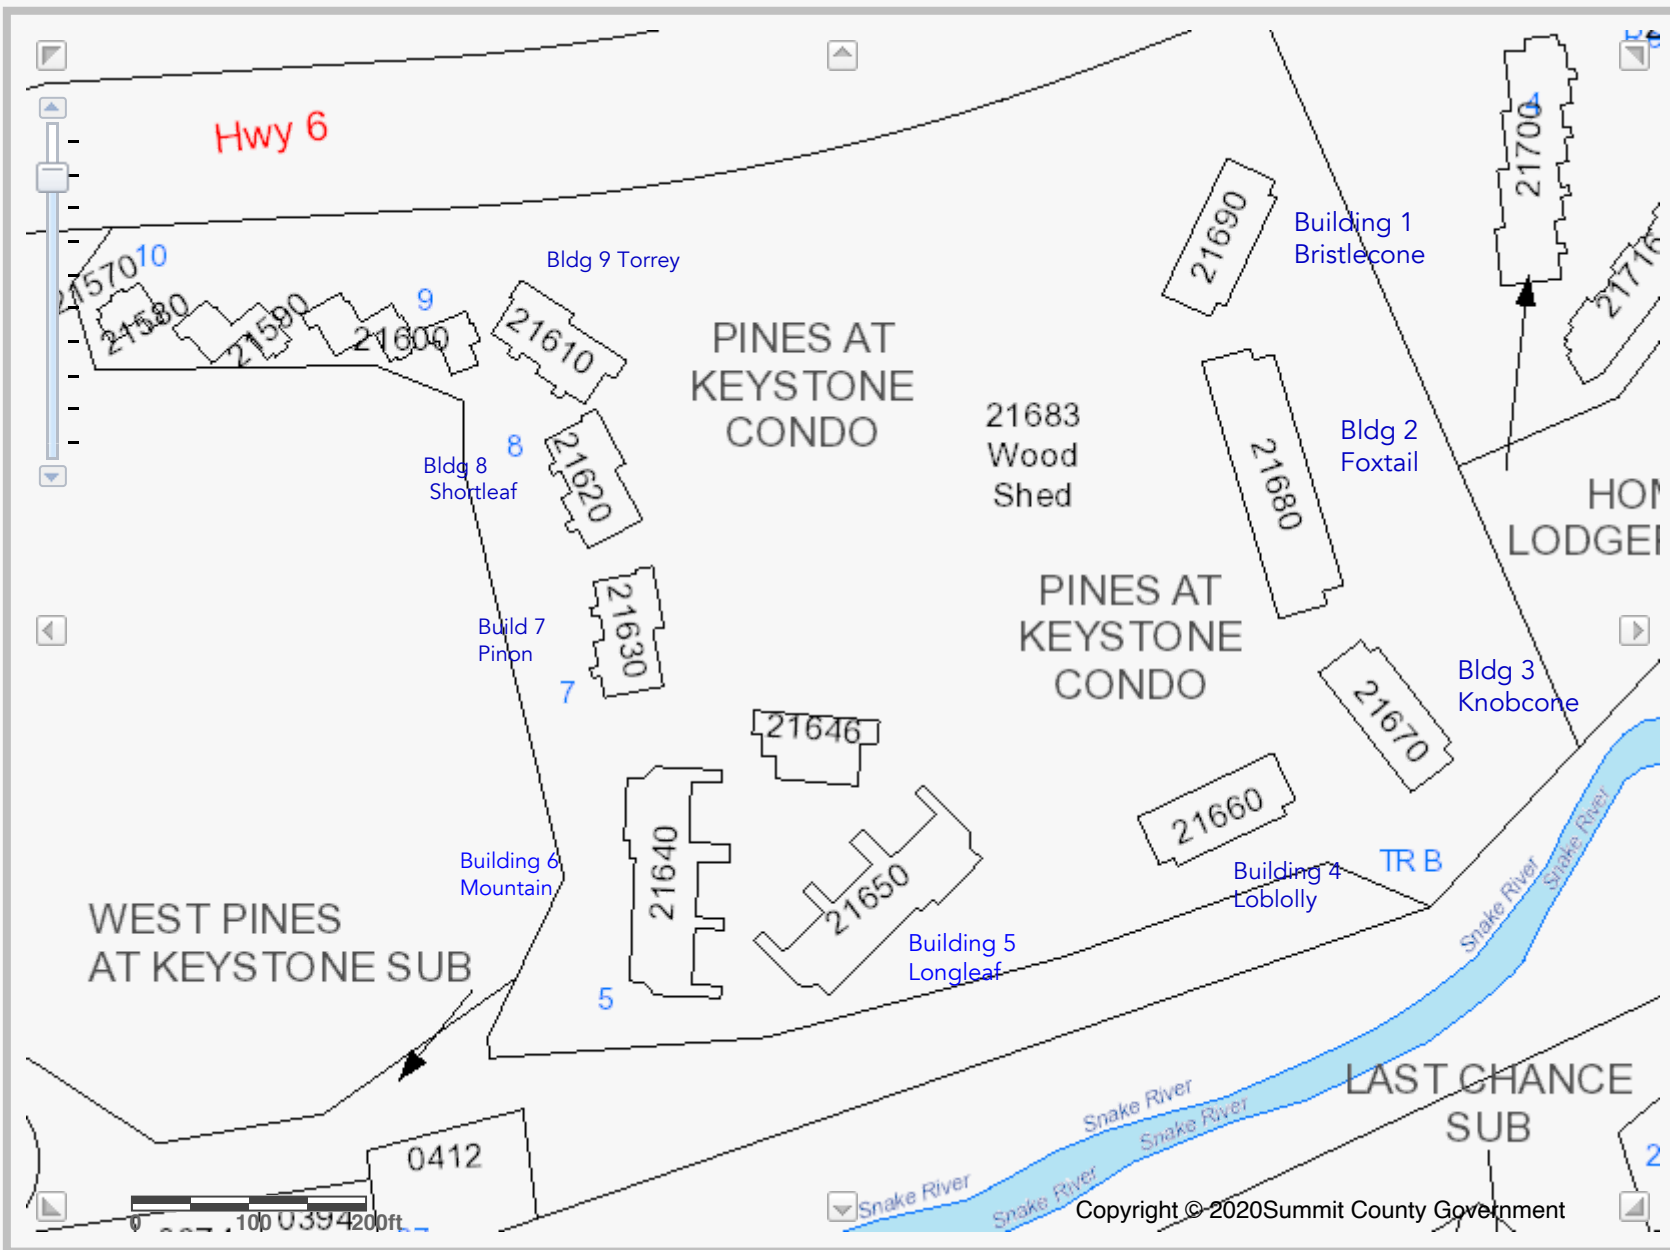 Hwy 6
4
21700
21690
Building 1
Bristlecone
21716
10
21570
21580
21590
9
21600
Bldg 9 Torrey
21610
PINES AT
KEYSTONE
CONDO
21683
Wood
Shed
Bldg 2
Foxtail
21680
8
Bldg 8
Shortleaf
21620
HOM
LODGE
PINES AT
KEYSTONE
CONDO
Build 7
Pinon
21630
7
Bldg 3
Knobcone
21670
21646
21660
21640
21650
Building 6
Mountain
Building 4
Loblolly
TR B
WEST PINES
AT KEYSTONE SUB
Building 5
Longleaf
5
Snake River
Snake River
LAST CHANCE
SUB
Snake River
Snake River
0412
2
Snake River
Snake River
0394
0 100 200ft
Copyright © 2020Summit County Government